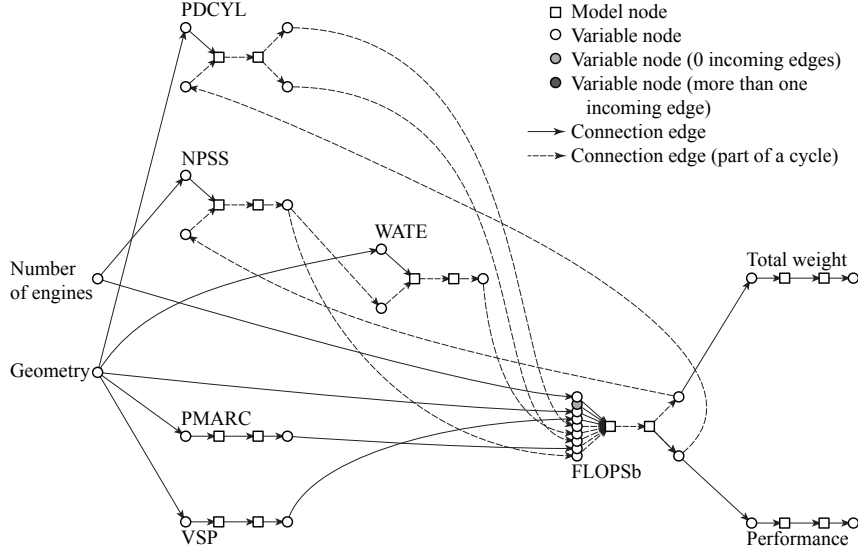 PDCYL
Model node
Variable node
Variable node (0 incoming edges)
Variable node (more than one
incoming edge)
Connection edge
Connection edge (part of a cycle)
NPSS
WATE
Number
of engines
Total weight
Geometry
PMARC
FLOPSb
VSP
Performance